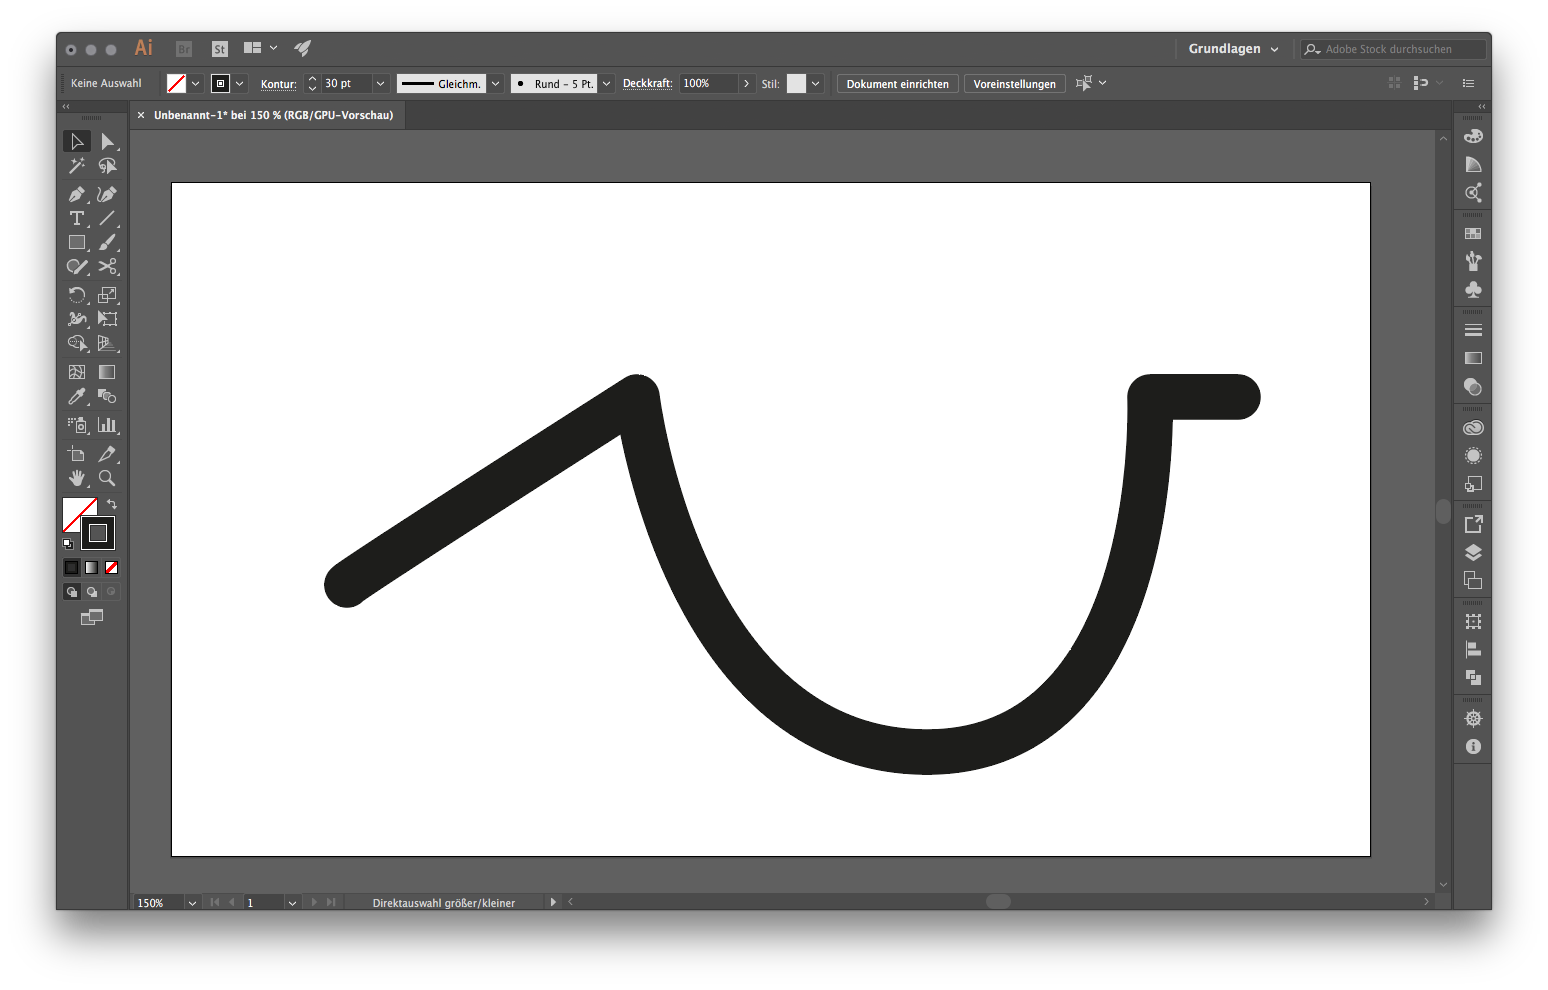 Ai Br St Grundlagen Adobe Stock durchsuchen
Keine Auswahl Kontur: 30 pt Gleichm. Rund – 5 Pt. Deckkraft: 100% Stil: Dokument einrichten Voreinstellungen
× Unbenannt-1* bei 150 % (RGB/GPU-Vorschau)
150% 1 Direktauswahl größer/kleiner